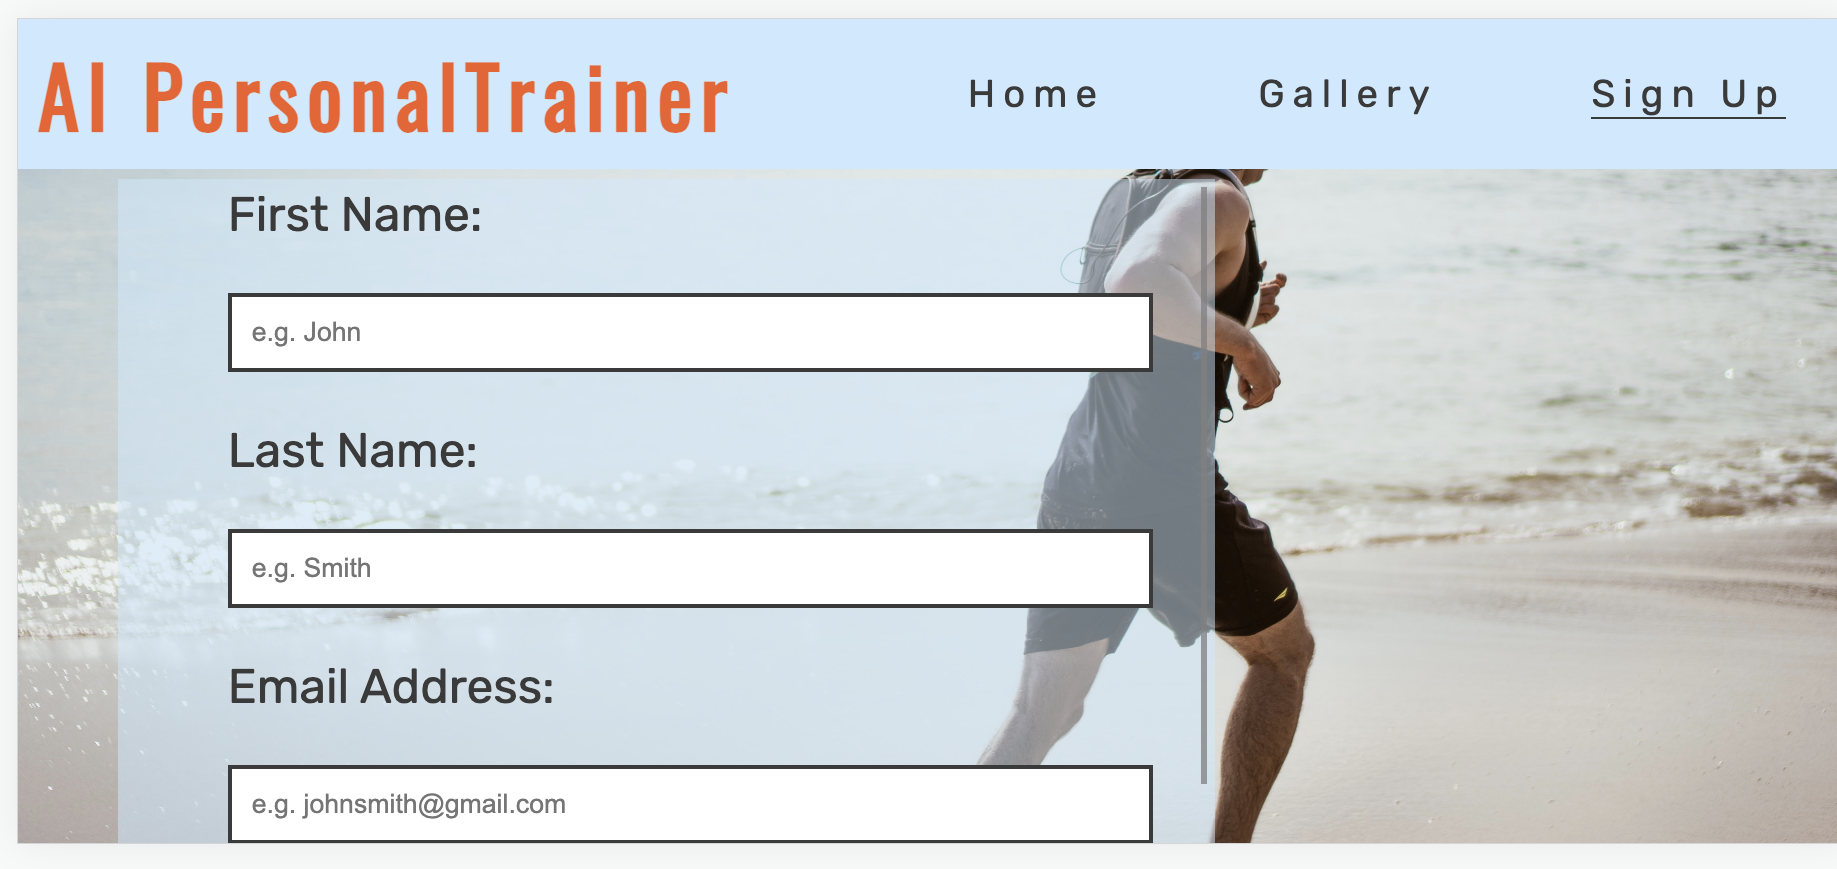 AI PersonalTrainer
Home Gallery Sign Up
First Name:
e.g. John
Last Name:
e.g. Smith
Email Address:
e.g. johnsmith@gmail.com